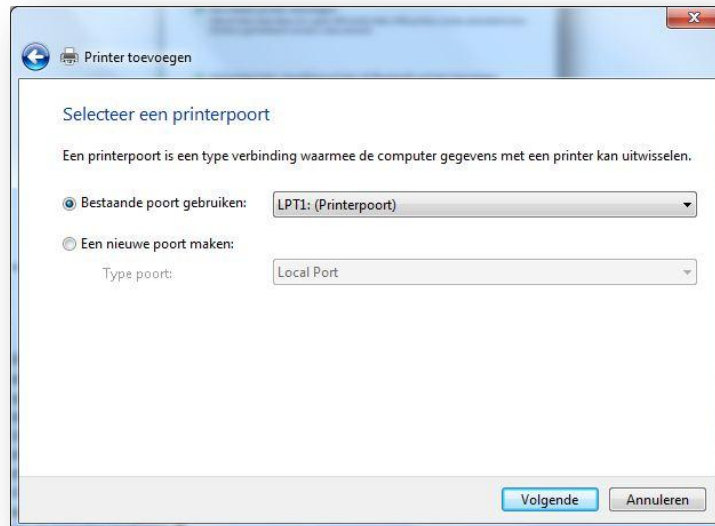 Printer toevoegen
Selecteer een printerpoort
Een printerpoort is een type verbinding waarmee de computer gegevens met een printer kan uitwisselen.
Bestaande poort gebruiken: LPT1: (Printerpoort)
Een nieuwe poort maken:
Type poort: Local Port
Volgende Annuleren